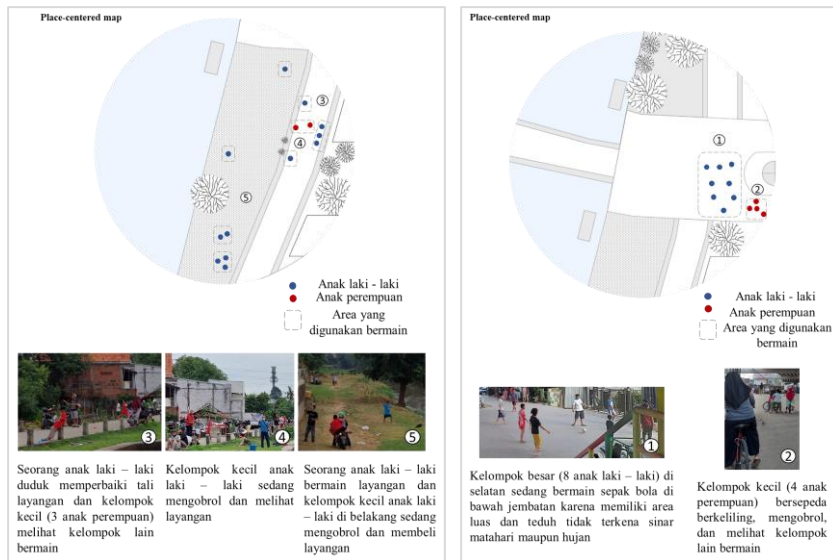 Place-centered map
③
④
⑤
Anak laki - laki
Anak perempuan
Area yang
digunakan bermain
③
④
⑤
Seorang anak laki – laki
duduk memperbaiki tali
layangan dan kelompok
kecil (3 anak perempuan)
melihat kelompok lain
bermain
Kelompok kecil anak
laki – laki sedang
mengobrol dan melihat
layangan
Seorang anak laki – laki
bermain layangan dan
kelompok kecil anak laki
– laki di belakang sedang
mengobrol dan membeli
layangan
Place-centered map
①
②
Anak laki - laki
Anak perempuan
Area yang digunakan
bermain
①
②
Kelompok besar (8 anak laki – laki) di
selatan sedang bermain sepak bola di
bawah jembatan karena memiliki area
luas dan teduh tidak terkena sinar
matahari maupun hujan
Kelompok kecil (4 anak
perempuan) bersepeda
berkeliling, mengobrol,
dan melihat kelompok
lain bermain